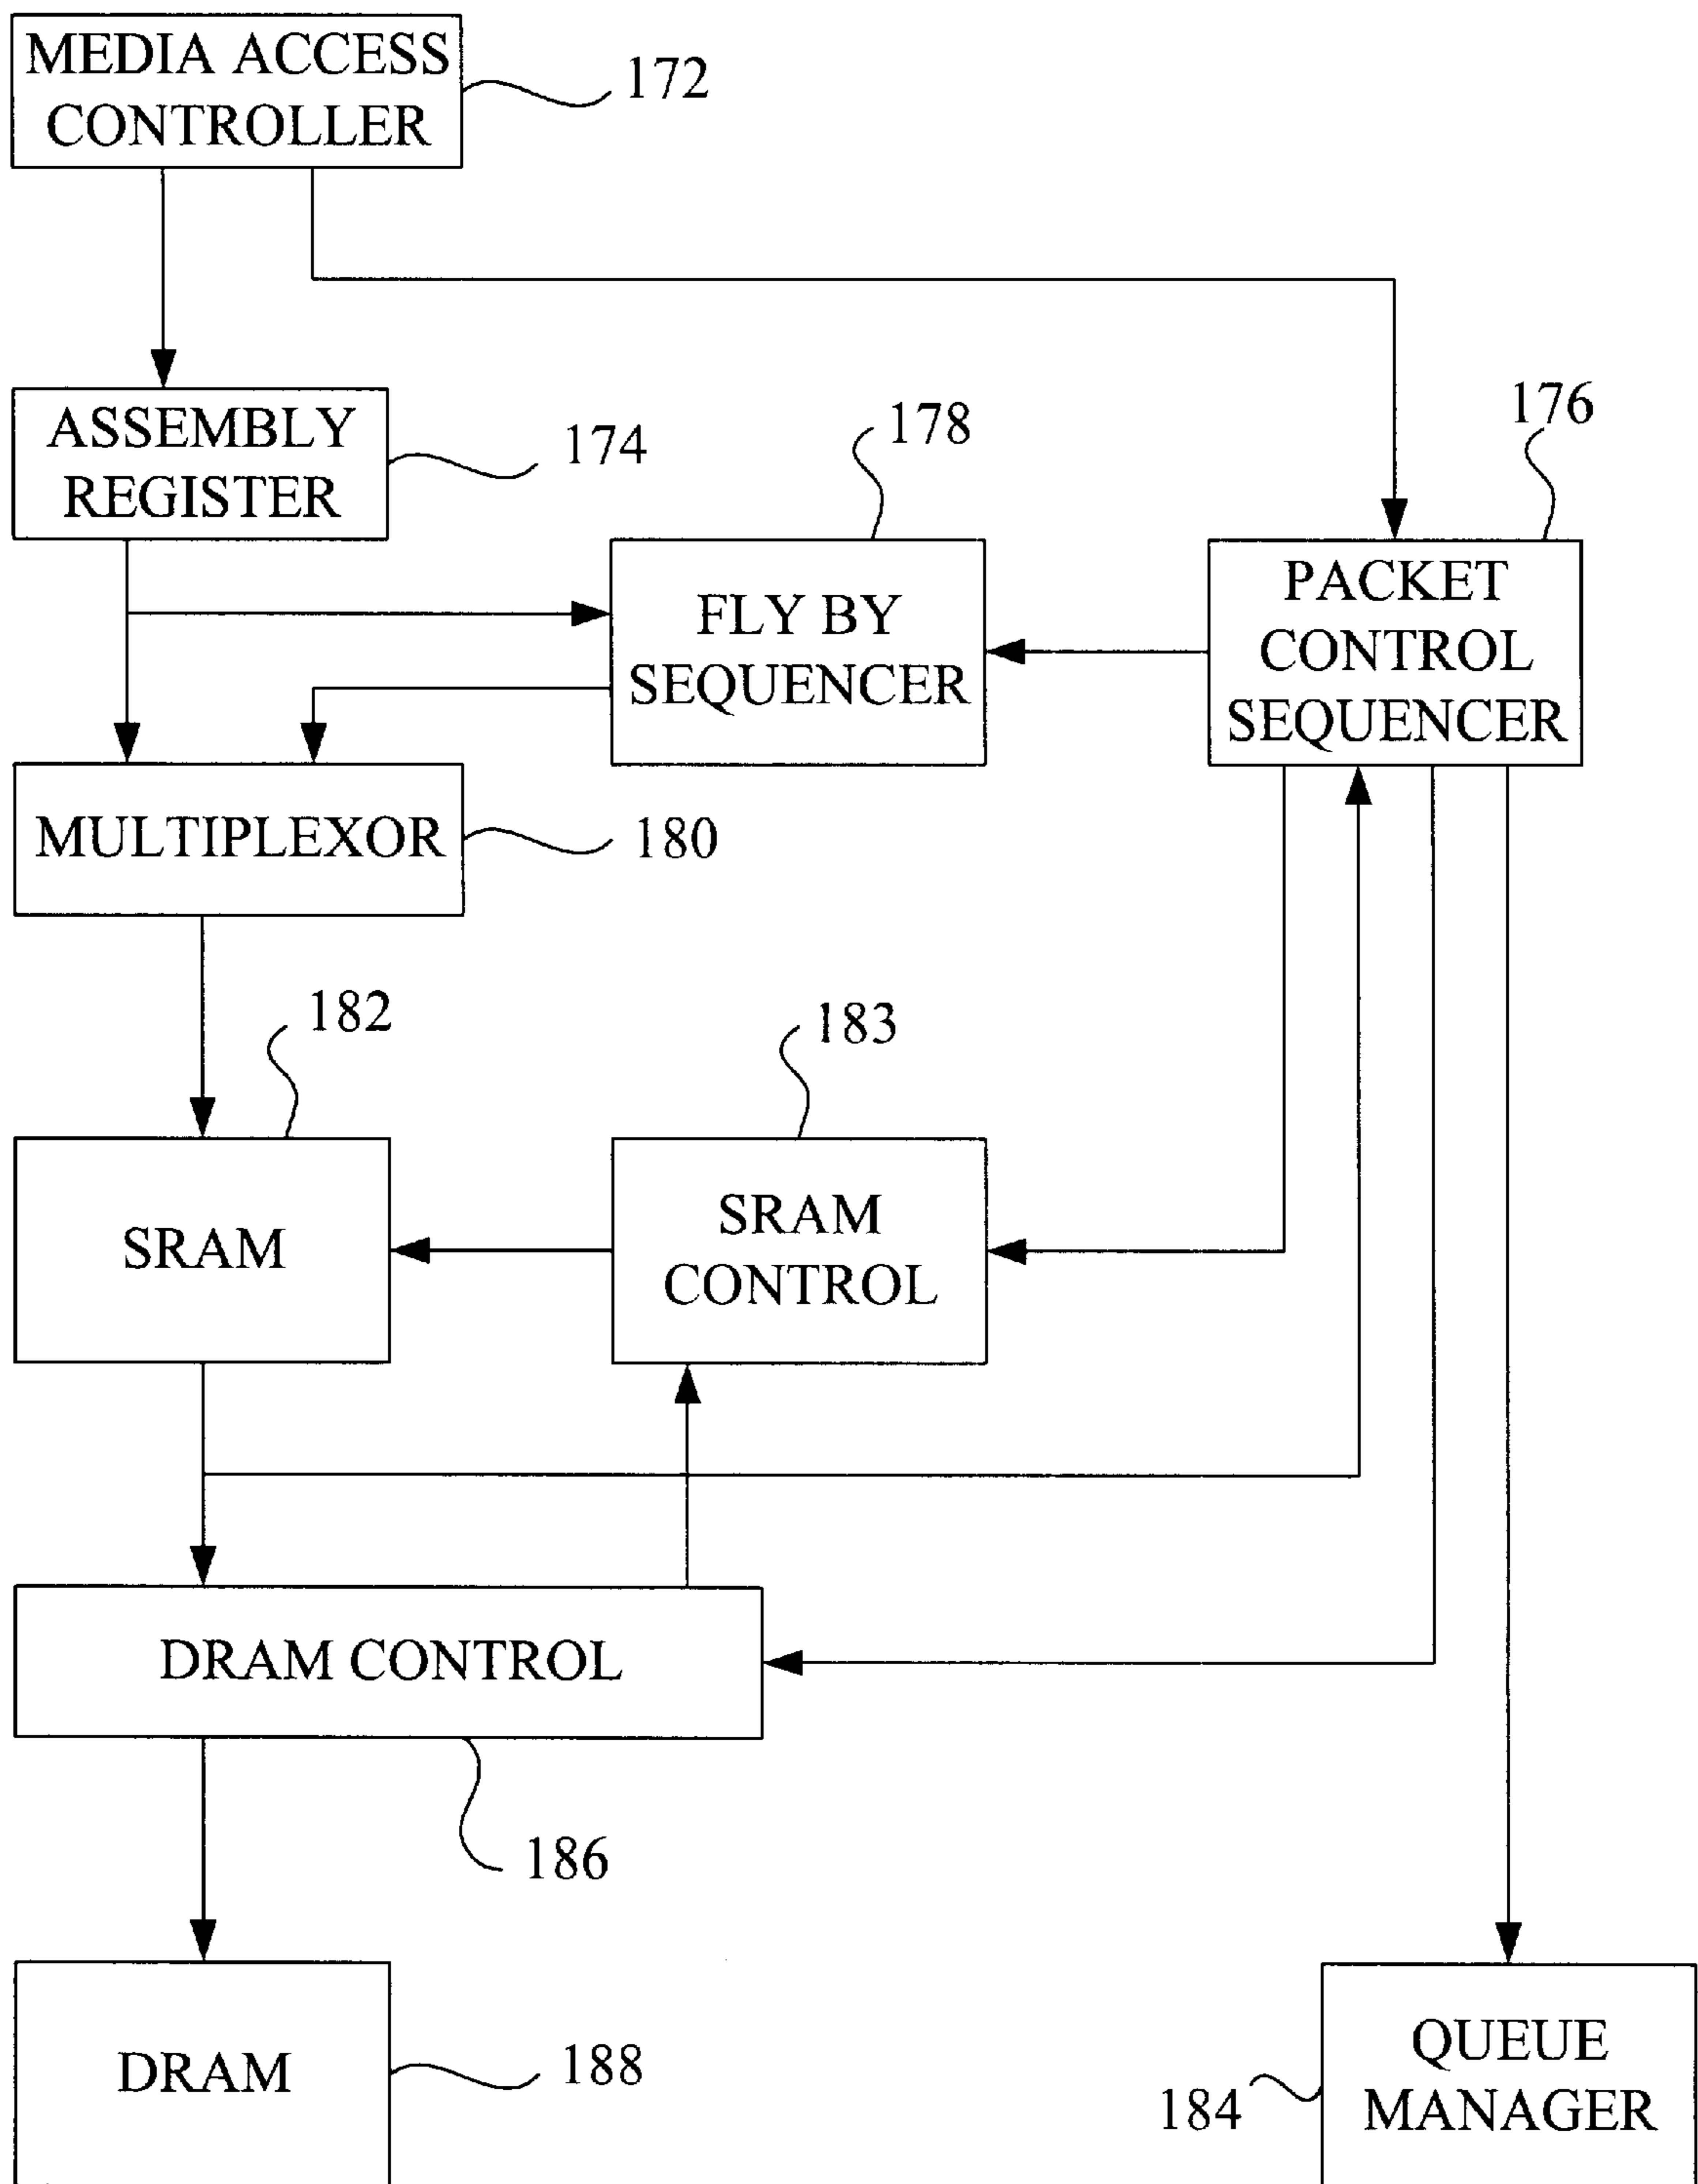 MEDIA ACCESS
CONTROLLER
172
ASSEMBLY
REGISTER
174
178
176
FLY BY
SEQUENCER
PACKET
CONTROL
SEQUENCER
MULTIPLEXOR
180
182
183
SRAM
SRAM
CONTROL
DRAM CONTROL
186
DRAM
188
184
QUEUE
MANAGER